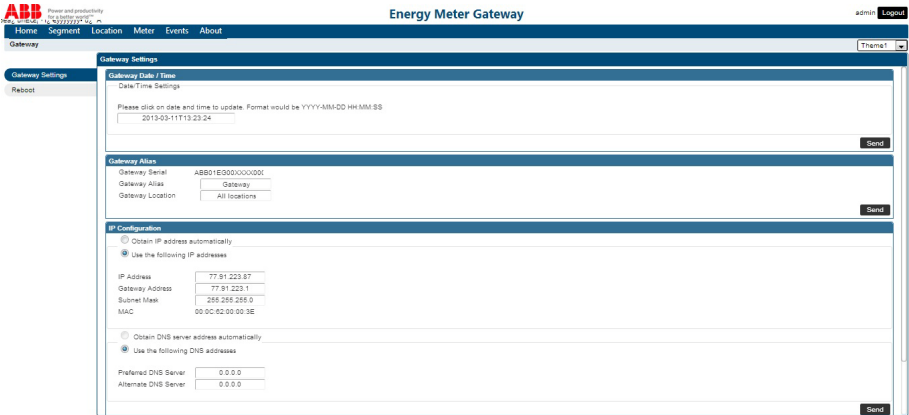 ABB
Power and productivity
for a better world™
Energy Meter Gateway
admin Logout
Home Segment Location Meter Events About
Gateway
Theme1
Gateway Settings
Reboot
Gateway Settings
Gateway Date / Time
Date/Time Settings
Please click on date and time to update. Format would be YYYY-MM-DD HH:MM:SS
2013-03-11T13:23:24
Send
Gateway Alias
Gateway Serial
Gateway Alias Gateway
Gateway Location All locations
Send
IP Configuration
Obtain IP address automatically
Use the following IP addresses
IP Address 77.91.223.87
Gateway Address 77.91.223.1
Subnet Mask 255.255.255.0
MAC 00:0C:62:00:00:3E
Obtain DNS server address automatically
Use the following DNS addresses
Preferred DNS Server 0.0.0.0
Alternate DNS Server 0.0.0.0
Send